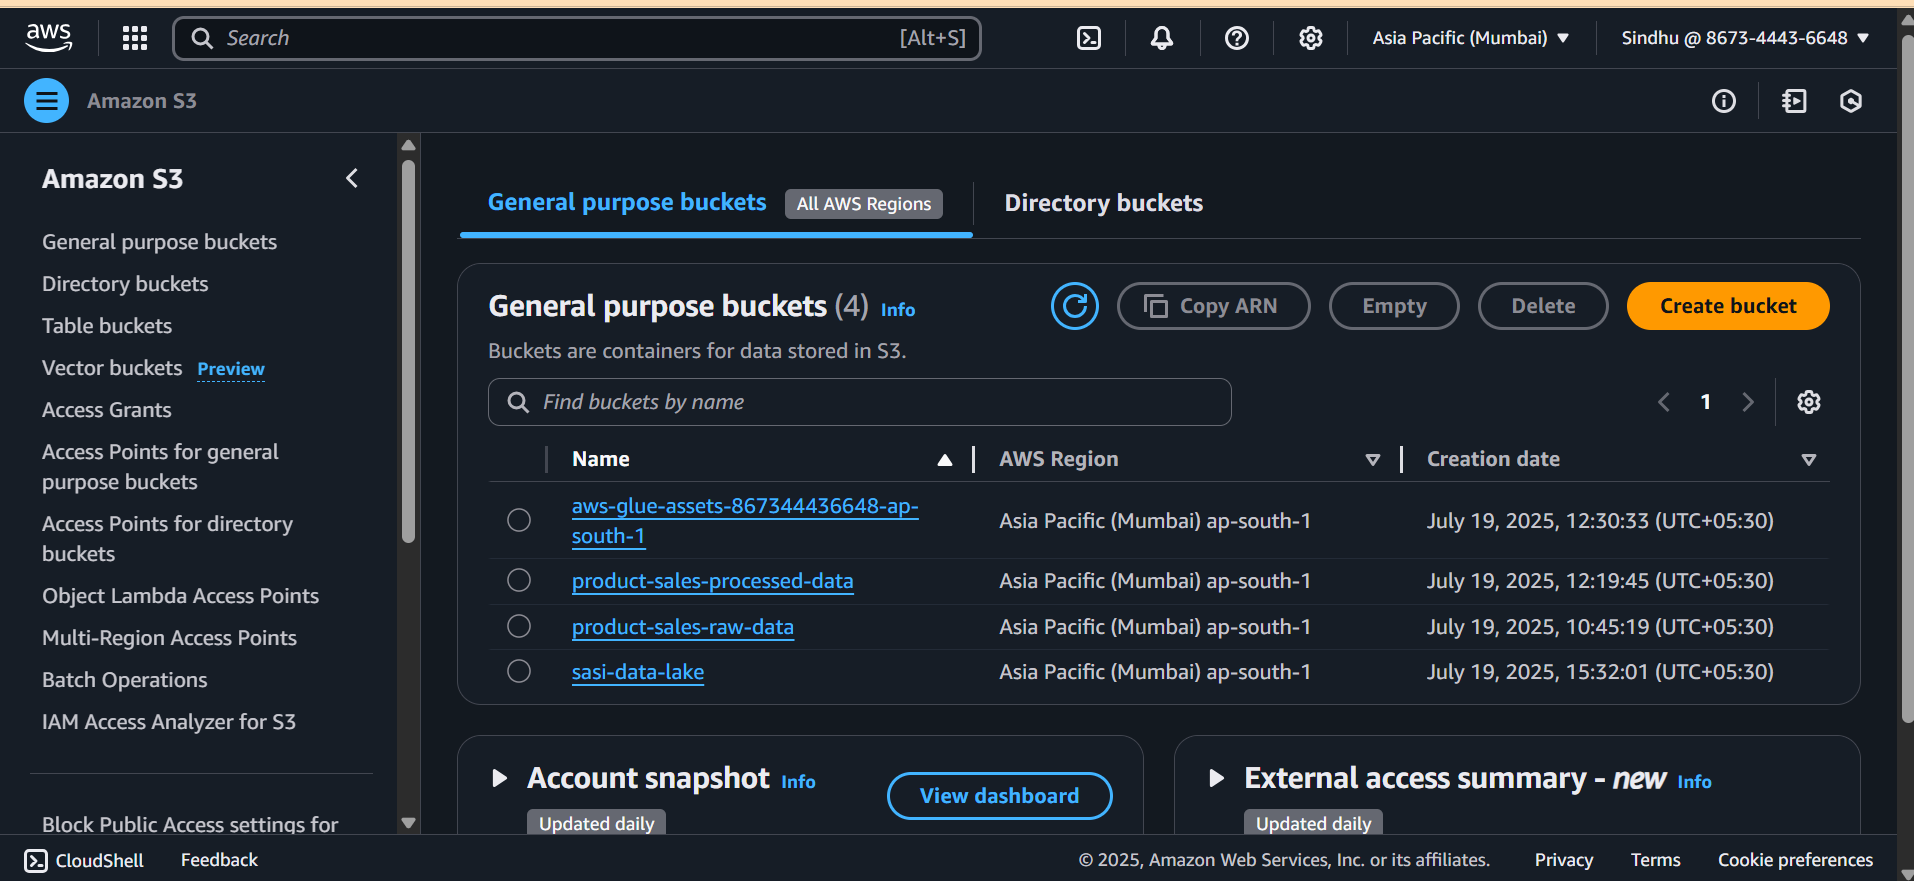 aws
Search [Alt+S]
Asia Pacific (Mumbai)
Sindhu @ 8673-4443-6648
Amazon S3
Amazon S3
General purpose buckets
Directory buckets
Table buckets
Vector buckets Preview
Access Grants
Access Points for general
purpose buckets
Access Points for directory
buckets
Object Lambda Access Points
Multi-Region Access Points
Batch Operations
IAM Access Analyzer for S3
Block Public Access settings for
General purpose buckets All AWS Regions
Directory buckets
General purpose buckets (4) Info
Copy ARN
Empty
Delete
Create bucket
Buckets are containers for data stored in S3.
Find buckets by name
1
Name AWS Region Creation date
aws-glue-assets-867344436648-ap-
south-1
Asia Pacific (Mumbai) ap-south-1 July 19, 2025, 12:30:33 (UTC+05:30)
product-sales-processed-data Asia Pacific (Mumbai) ap-south-1 July 19, 2025, 12:19:45 (UTC+05:30)
product-sales-raw-data Asia Pacific (Mumbai) ap-south-1 July 19, 2025, 10:45:19 (UTC+05:30)
sasi-data-lake Asia Pacific (Mumbai) ap-south-1 July 19, 2025, 15:32:01 (UTC+05:30)
Account snapshot Info
Updated daily
View dashboard
External access summary - new Info
Updated daily
CloudShell Feedback
© 2025, Amazon Web Services, Inc. or its affiliates. Privacy Terms Cookie preferences